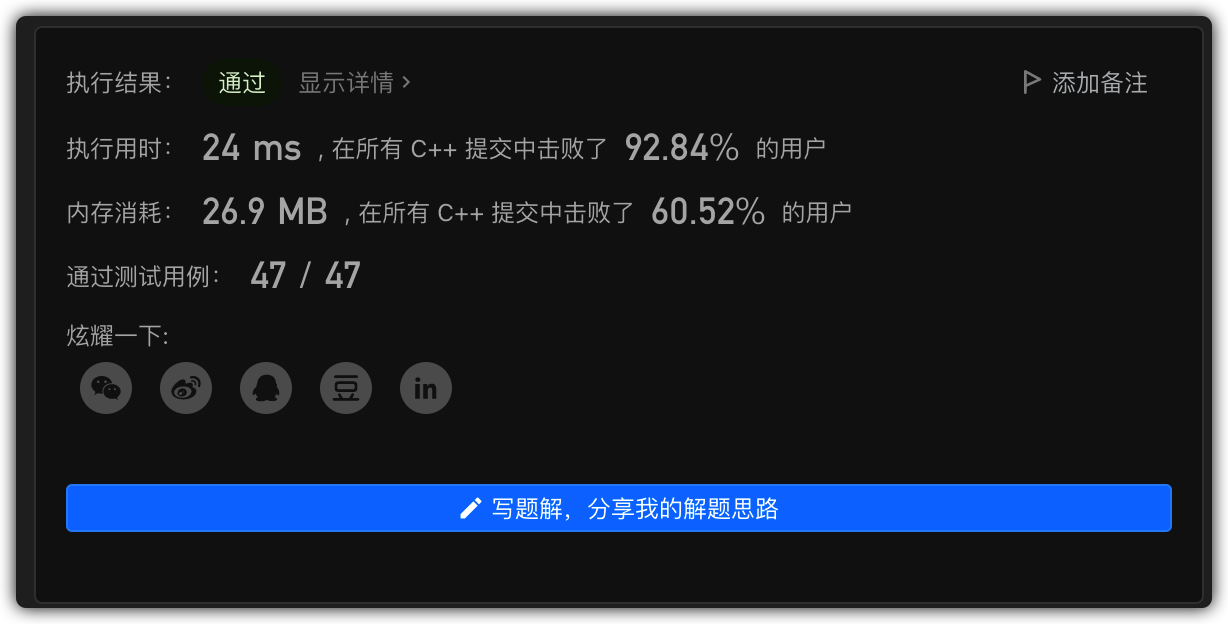 执行结果： 通过 显示详情 > 添加备注
执行用时： 24 ms , 在所有 C++ 提交中击败了 92.84% 的用户
内存消耗： 26.9 MB , 在所有 C++ 提交中击败了 60.52% 的用户
通过测试用例： 47 / 47
炫耀一下:
豆 in
写题解，分享我的解题思路